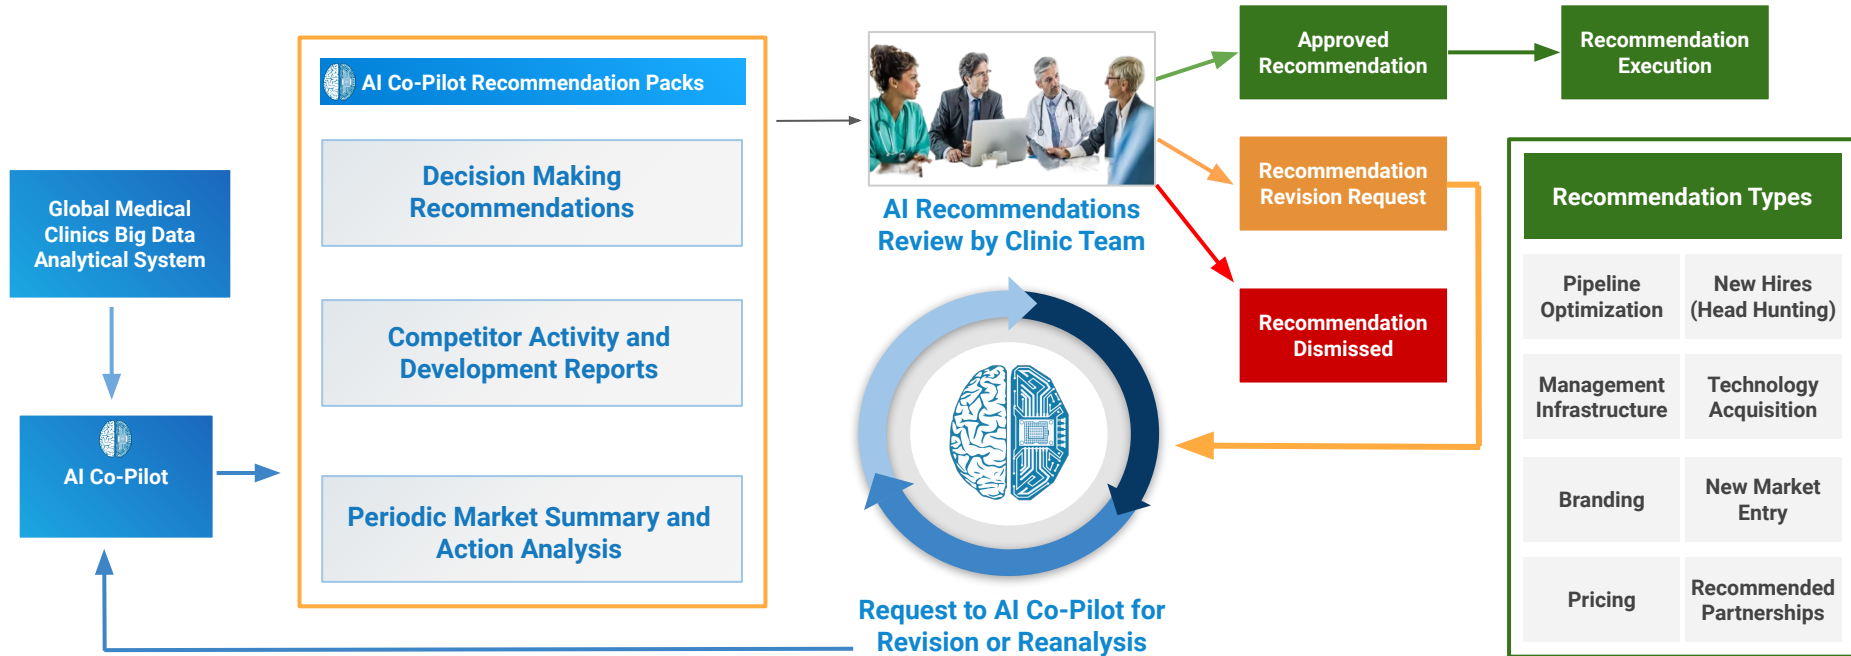 Global Medical
Clinics Big Data
Analytical System
AI Co-Pilot
AI Co-Pilot Recommendation Packs
Decision Making
Recommendations
Competitor Activity and
Development Reports
Periodic Market Summary and
Action Analysis
AI Recommendations
Review by Clinic Team
Request to AI Co-Pilot for
Revision or Reanalysis
Approved
Recommendation
Recommendation
Execution
Recommendation
Revision Request
Recommendation
Dismissed
Recommendation Types
Pipeline
Optimization
New Hires
(Head Hunting)
Management
Infrastructure
Technology
Acquisition
Branding
New Market
Entry
Pricing
Recommended
Partnerships